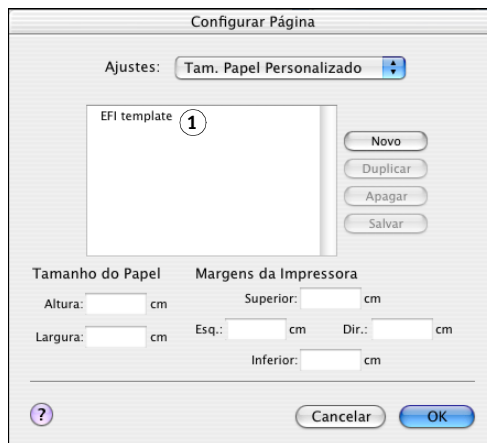 Configurar Página
Ajustes: Tam. Papel Personalizado
EFI template 1
Novo
Duplicar
Apagar
Salvar
Tamanho do Papel Margens da Impressora
Altura: cm Superior: cm
Largura: cm Esq.: cm Dir.: cm
Inferior: cm
? Cancelar OK